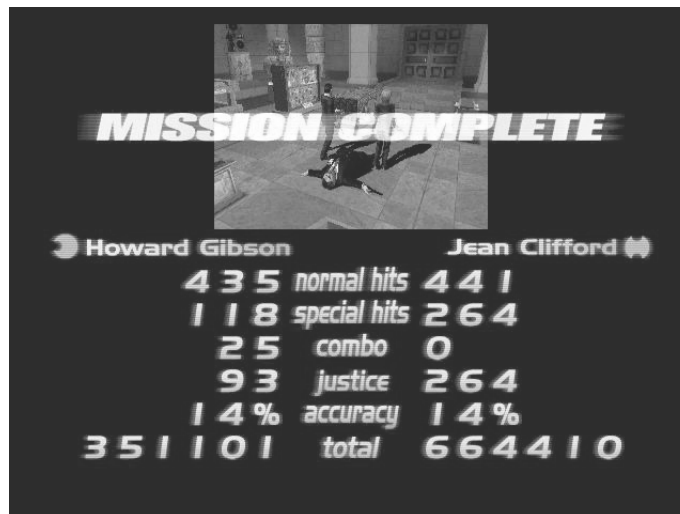 MISSION COMPLETE
Howard Gibson Jean Clifford
435 normal hits 441
118 special hits 264
25 combo 0
93 justice 264
14% accuracy 14%
351101 total 664410